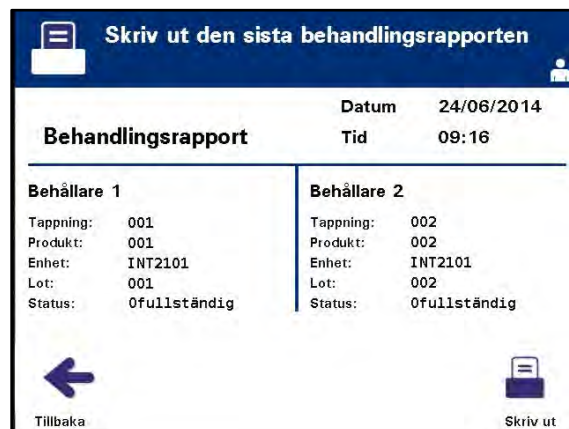 Skriv ut den sista behandlingsrapporten
Datum 24/06/2014
Behandlingsrapport Tid 09:16
Behållare 1
Tappning: 001
Produkt: 001
Enhet: INT2101
Lot: 001
Status: Ofullständig
Behållare 2
Tappning: 002
Produkt: 002
Enhet: INT2101
Lot: 002
Status: Ofullständig
Tillbaka
Skriv ut